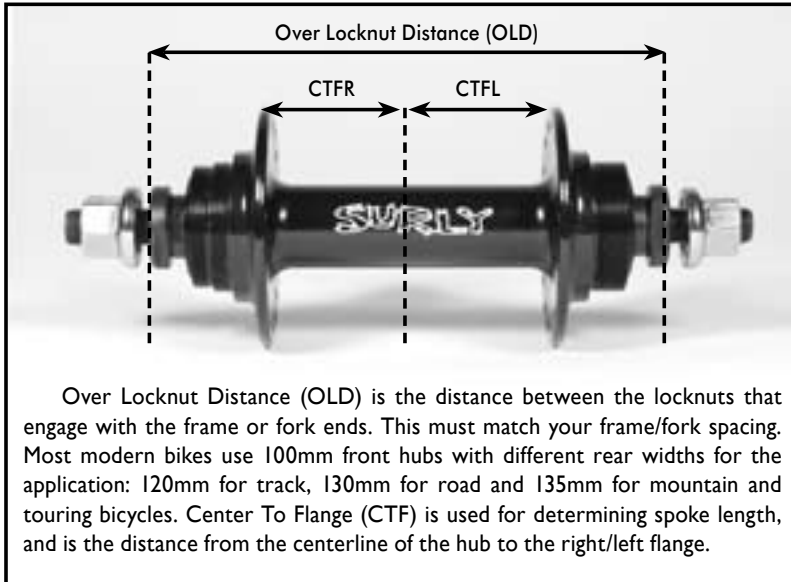 Over Locknut Distance (OLD)
CTFR CTFL
SURLY
Over Locknut Distance (OLD) is the distance between the locknuts that
engage with the frame or fork ends. This must match your frame/fork spacing.
Most modern bikes use 100mm front hubs with different rear widths for the
application: 120mm for track, 130mm for road and 135mm for mountain and
touring bicycles. Center To Flange (CTF) is used for determining spoke length,
and is the distance from the centerline of the hub to the right/left flange.